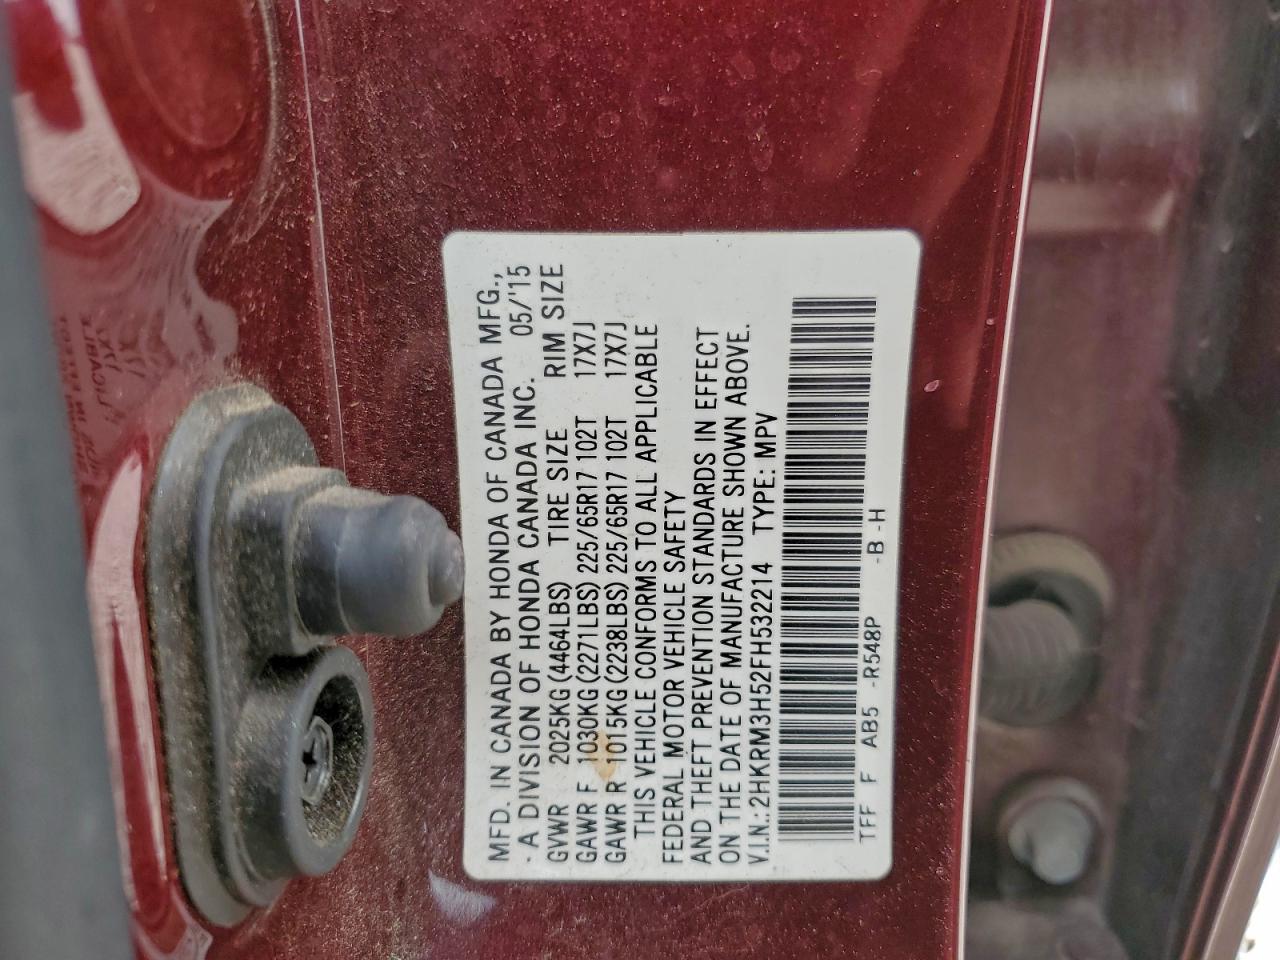 MFD. IN CANADA BY HONDA OF CANADA MFG.,
- A DIVISION OF HONDA CANADA INC. 05/'15
GVWR 2025KG(4464LBS) TIRE SIZE RIM SIZE
GAWR F 1030KG(2271LBS) 225/65R17 102T 17X7J
GAWR R 1015KG(2238LBS) 225/65R17 102T 17X7J
THIS VEHICLE CONFORMS TO ALL APPLICABLE
FEDERAL MOTOR VEHICLE SAFETY
AND THEFT PREVENTION STANDARDS IN EFFECT
ON THE DATE OF MANUFACTURE SHOWN ABOVE.
V.I.N.: 2HKRM3H52FH532214 TYPE: MPV
TFF F AB5 -R548P -B -H